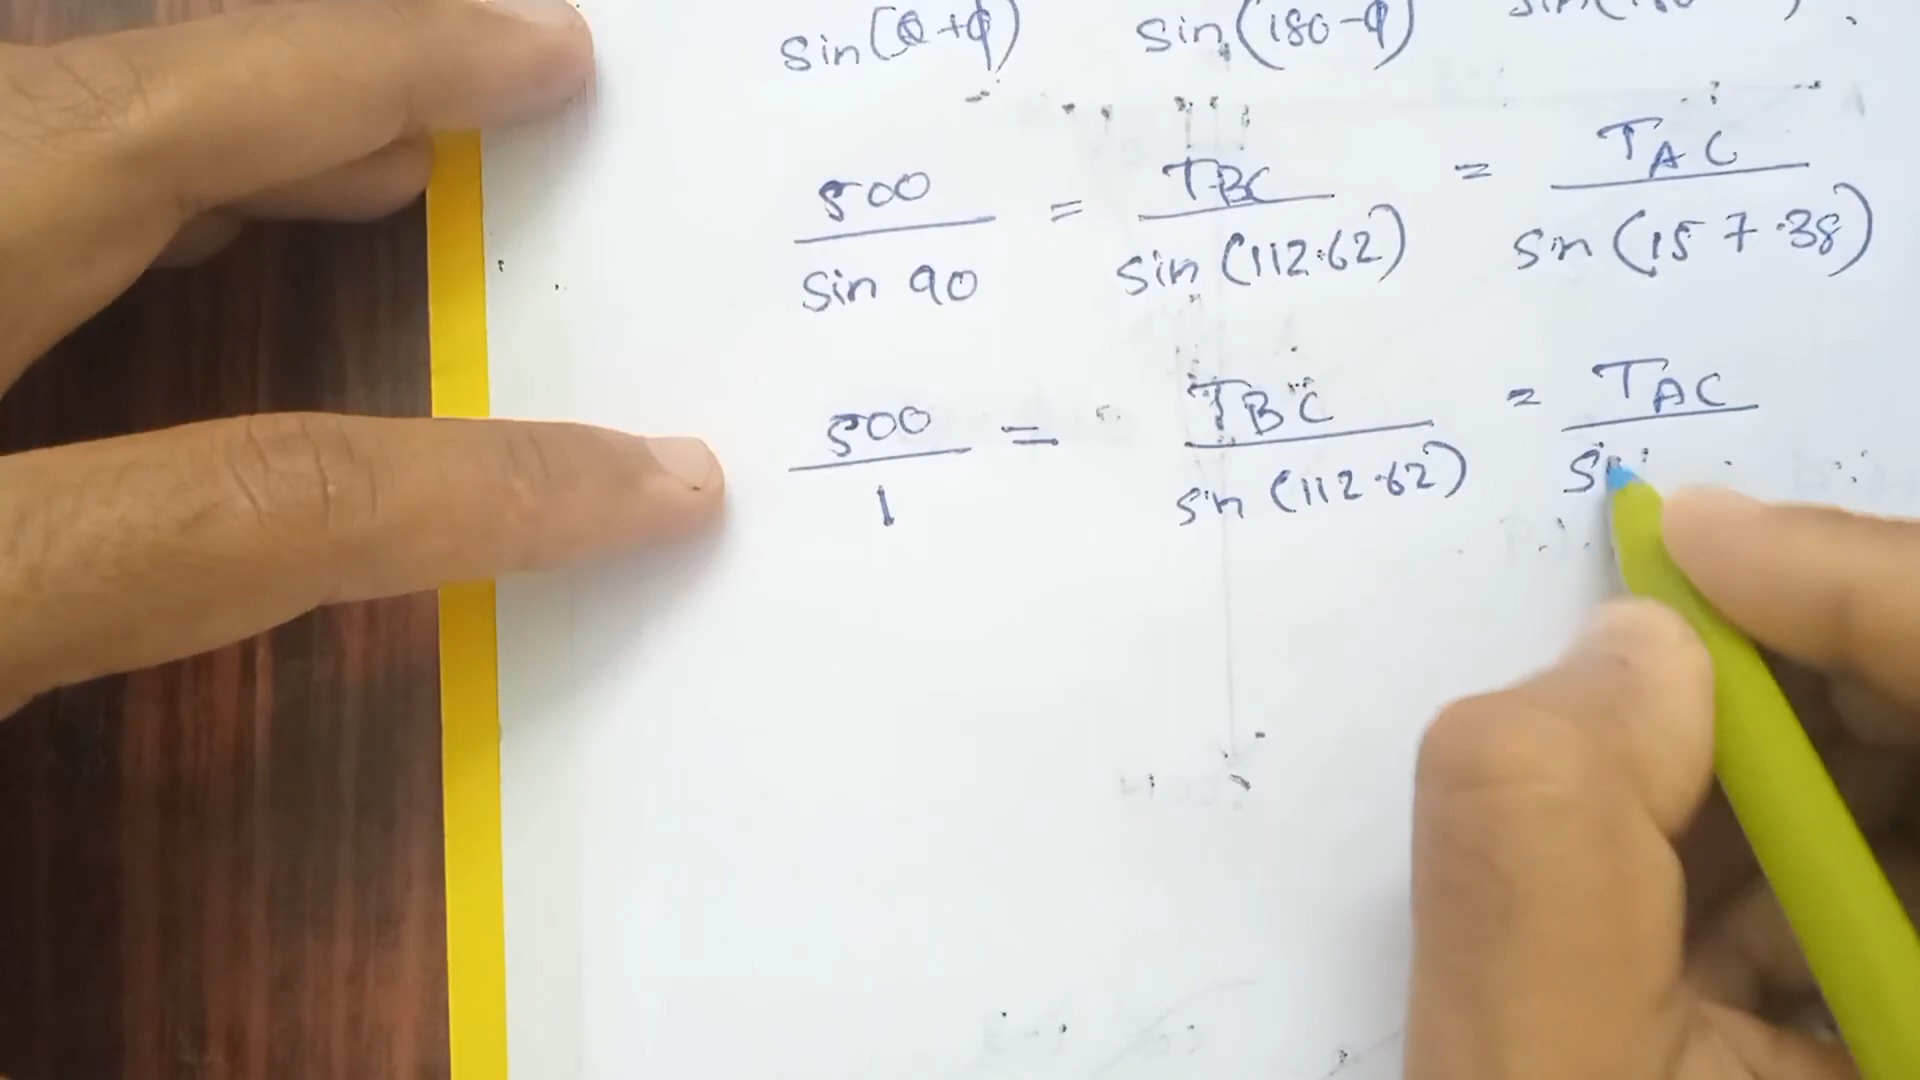 sin(θ+φ) sin(180-φ)
500 = TBC = TAC
sin 90 sin (112.62) sin (157.38)
500 = TBC = TAC
1 sin (112.62)